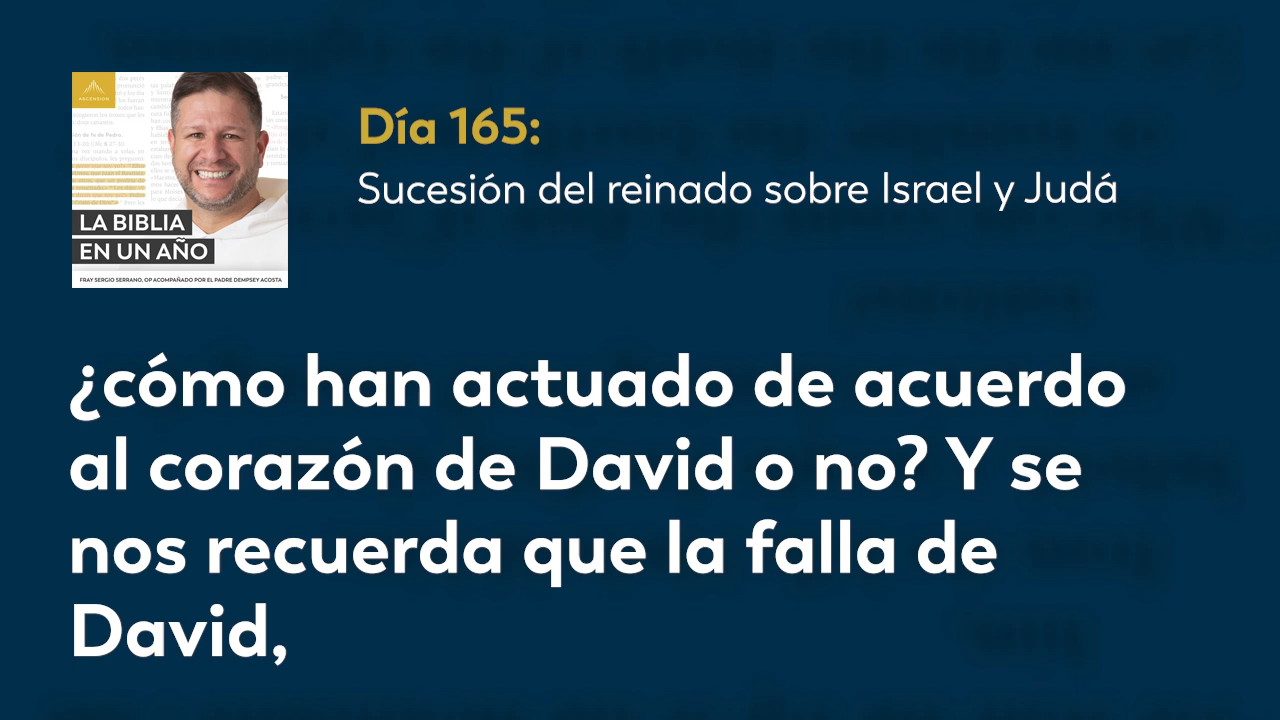 ASCENSION
LA BIBLIA
EN UN AÑO
FRAY SERGIO SERRANO, OP ACOMPAÑADO POR EL PADRE DEMPSEY ACOSTA
Día 165:
Sucesión del reinado sobre Israel y Judá
¿cómo han actuado de acuerdo
al corazón de David o no? Y se
nos recuerda que la falla de
David,